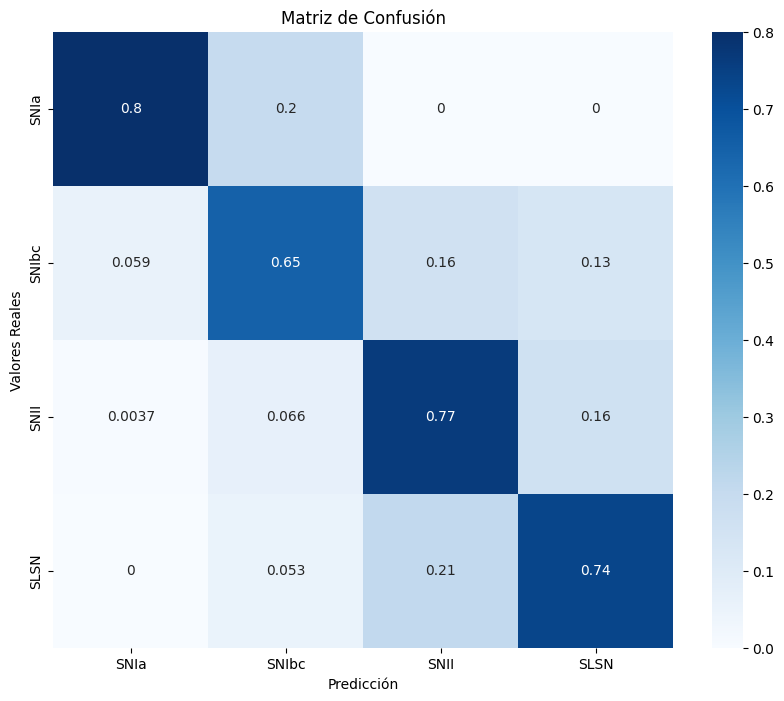 Matriz de Confusión
SNIa
0.8
0.2
0
0
SNIbc
0.059
0.65
0.16
0.13
SNII
0.0037
0.066
0.77
0.16
SLSN
0
0.053
0.21
0.74
Valores Reales
SNIa
SNIbc
SNII
SLSN
Predicción
0.8
0.7
0.6
0.5
0.4
0.3
0.2
0.1
0.0